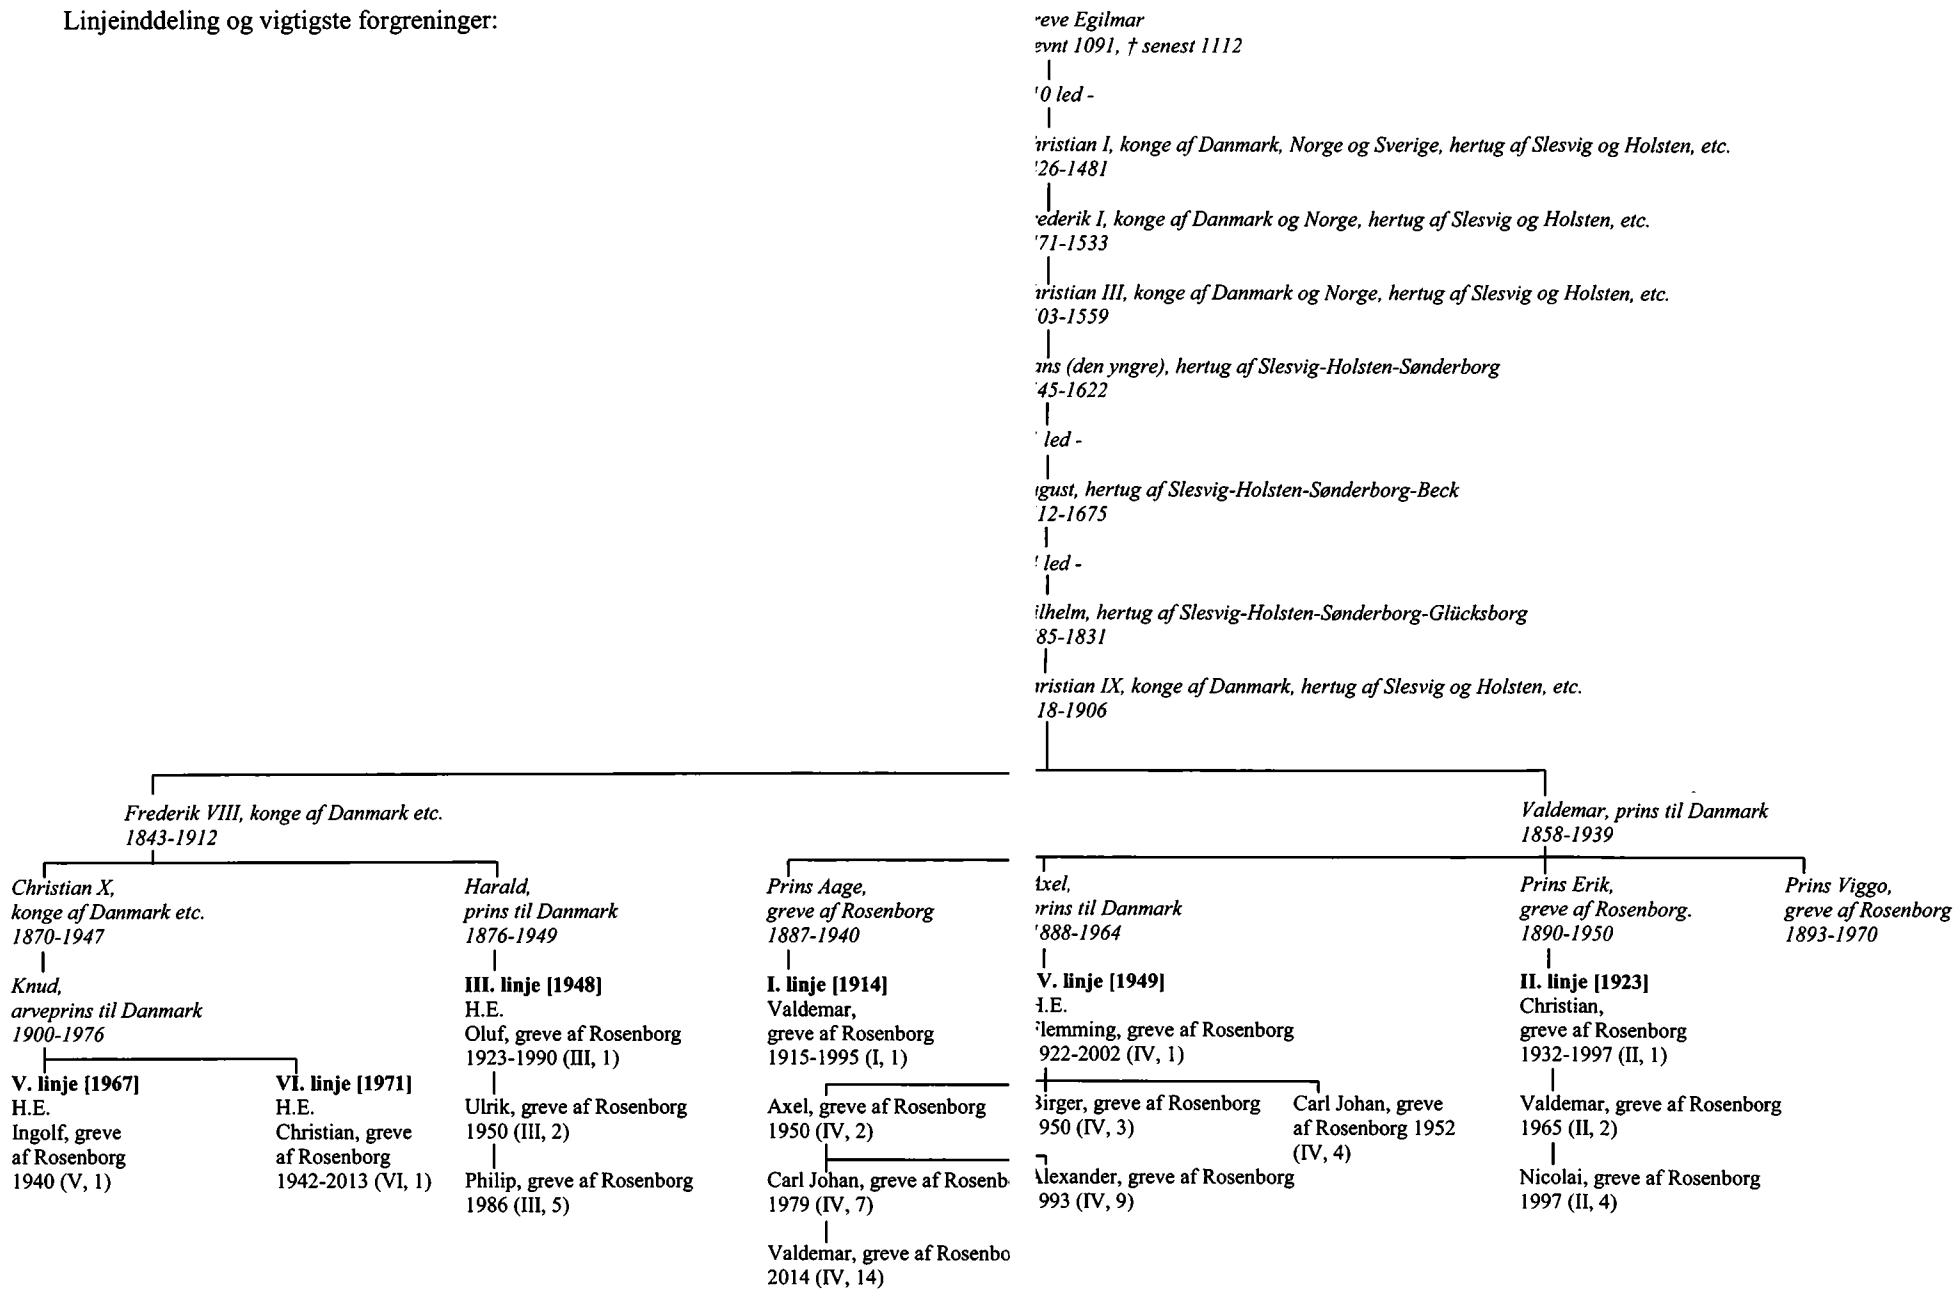 Linjeinddeling og vigtigste forgreninger:
reve Egilmar
evnt 1091, † senest 1112
0 led -
ristian I, konge af Danmark, Norge og Sverige, hertug af Slesvig og Holsten, etc.
26-1481
ederik I, konge af Danmark og Norge, hertug af Slesvig og Holsten, etc.
71-1533
ristian III, konge af Danmark og Norge, hertug af Slesvig og Holsten, etc.
03-1559
ns (den yngre), hertug af Slesvig-Holsten-Sønderborg
45-1622
led -
gust, hertug af Slesvig-Holsten-Sønderborg-Beck
12-1675
led -
ilhelm, hertug af Slesvig-Holsten-Sønderborg-Glücksborg
85-1831
ristian IX, konge af Danmark, hertug af Slesvig og Holsten, etc.
18-1906
Frederik VIII, konge af Danmark etc.
1843-1912
Valdemar, prins til Danmark
1858-1939
Christian X,
konge af Danmark etc.
1870-1947
Harald,
prins til Danmark
1876-1949
Prins Aage,
greve af Rosenborg
1887-1940
Axel,
prins til Danmark
1888-1964
Prins Erik,
greve af Rosenborg.
1890-1950
Prins Viggo,
greve af Rosenborg
1893-1970
Knud,
arveprins til Danmark
1900-1976
III. linje [1948]
H.E.
Oluf, greve af Rosenborg
1923-1990 (III, 1)
I. linje [1914]
Valdemar,
greve af Rosenborg
1915-1995 (I, 1)
V. linje [1949]
H.E.
Flemming, greve af Rosenborg
922-2002 (IV, 1)
II. linje [1923]
Christian,
greve af Rosenborg
1932-1997 (II, 1)
V. linje [1967]
H.E.
Ingolf, greve
af Rosenborg
1940 (V, 1)
VI. linje [1971]
H.E.
Christian, greve
af Rosenborg
1942-2013 (VI, 1)
Ulrik, greve af Rosenborg
1950 (III, 2)
Philip, greve af Rosenborg
1986 (III, 5)
Axel, greve af Rosenborg
1950 (IV, 2)
Carl Johan, greve af Rosenb
1979 (IV, 7)
Valdemar, greve af Rosenbo
2014 (IV, 14)
Birger, greve af Rosenborg
950 (IV, 3)
Alexander, greve af Rosenborg
993 (IV, 9)
Carl Johan, greve
af Rosenborg 1952
(IV, 4)
Valdemar, greve af Rosenborg
1965 (II, 2)
Nicolai, greve af Rosenborg
1997 (II, 4)